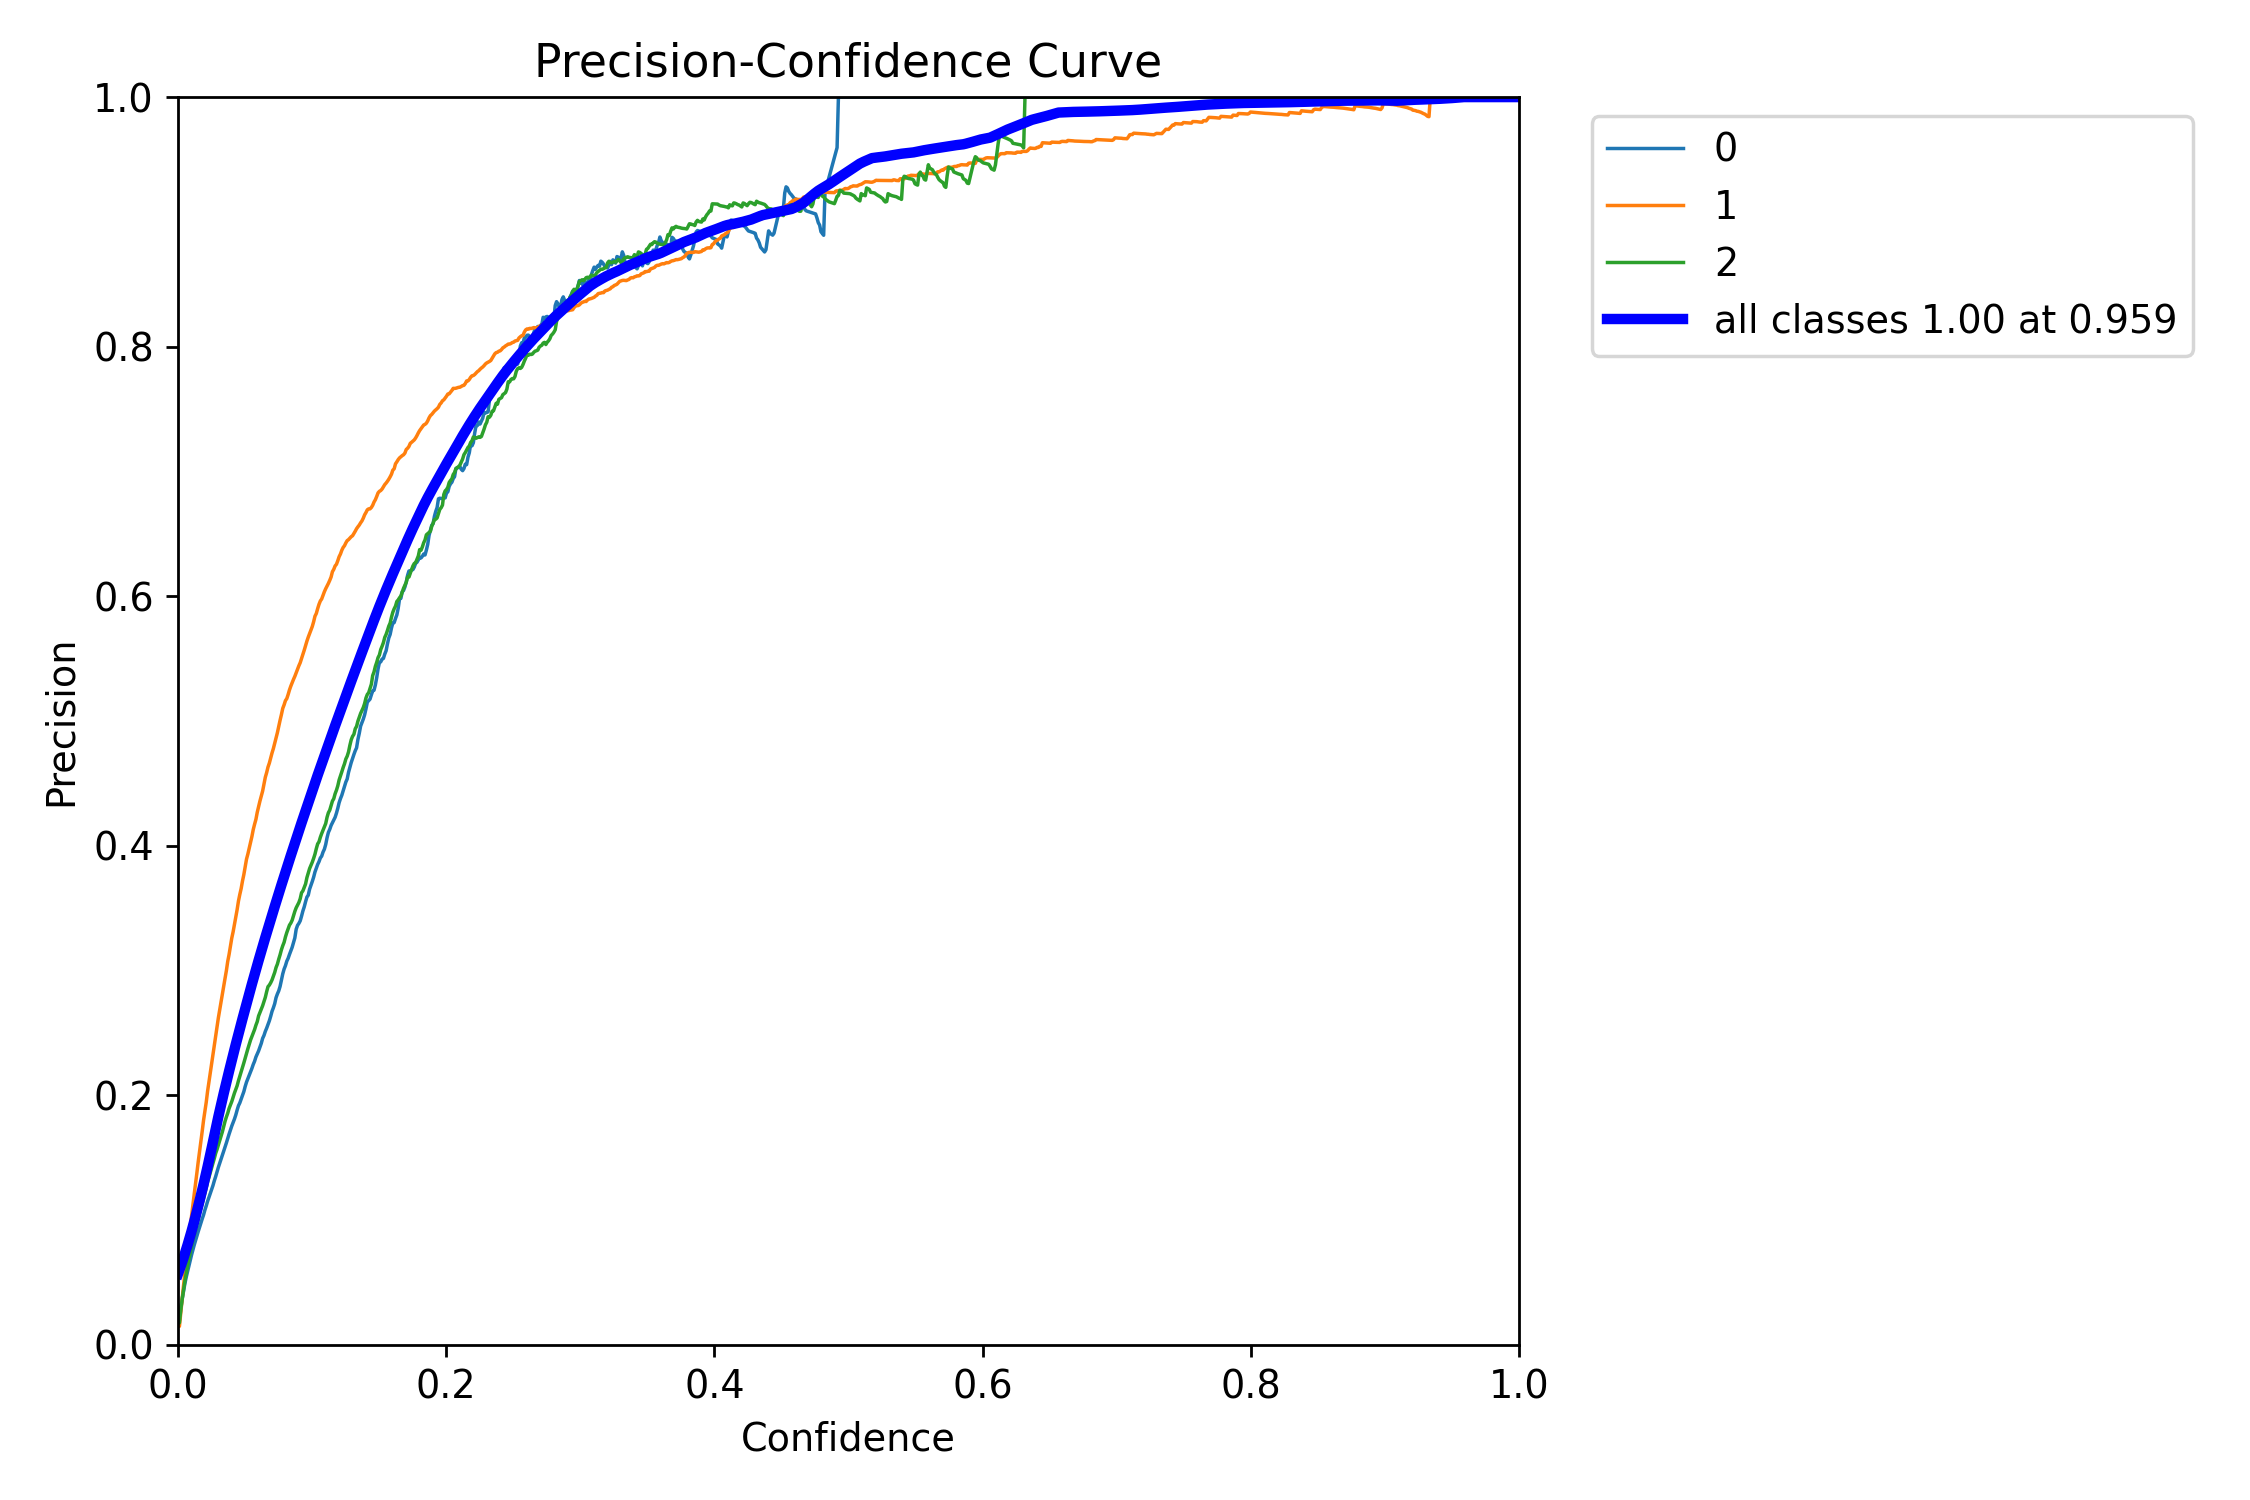 Precision-Confidence Curve
1.0
0.8
0.6
0.4
0.2
0.0
Precision
0.0 0.2 0.4 0.6 0.8 1.0
Confidence
0
1
2
all classes 1.00 at 0.959